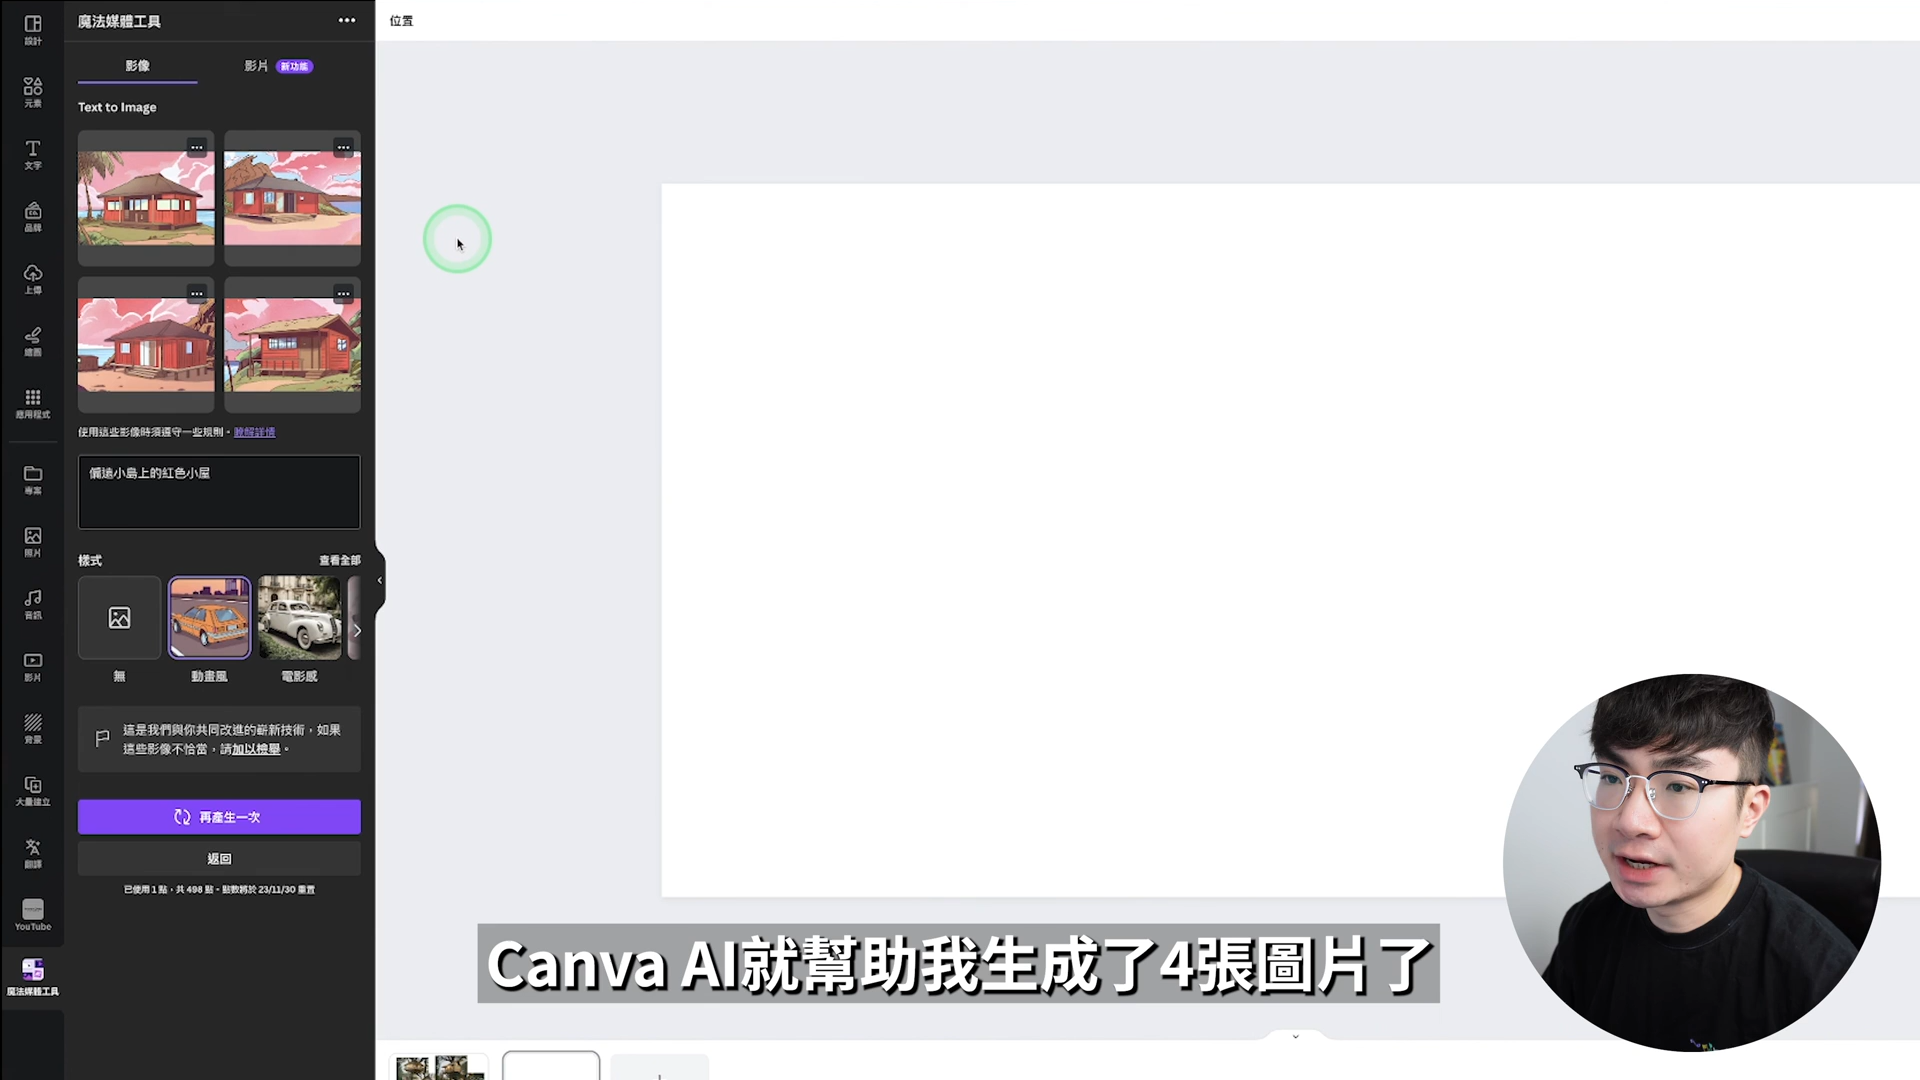 設計
元素
文字
品牌
上傳
繪圖
應用程式
專案
照片
音訊
影片
背景
大量建立
翻譯
YouTube
魔法媒體工具
魔法媒體工具
影像
影片 新功能
Text to Image
使用這些影像時須遵守一些規則。瞭解詳情
偏遠小島上的紅色小屋
樣式
查看全部
無
動畫風
電影感
這是我們與你共同改進的嶄新技術，如果
這些影像不恰當，請加以檢舉。
再產生一次
返回
已使用 1 點，共 498 點。點數將於 23/11/30 重置
位置
Canva AI就幫助我生成了4張圖片了